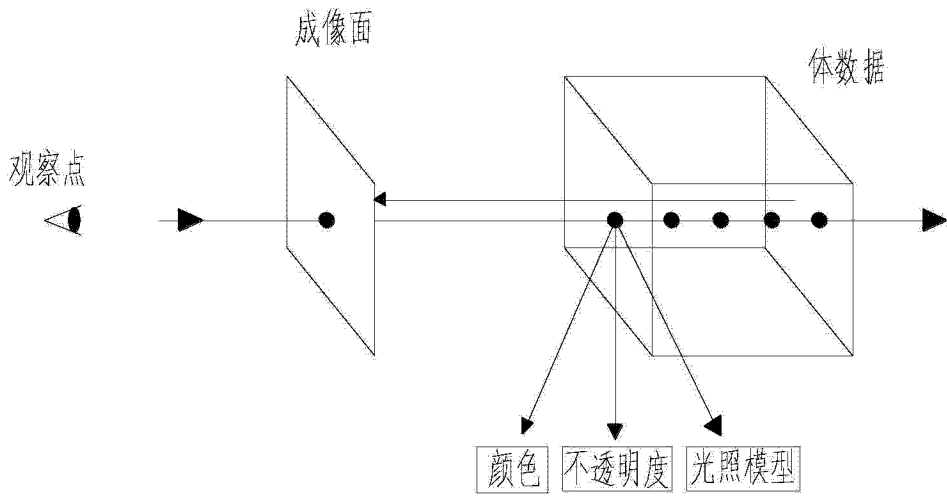 成像面
体数据
观察点
颜色
不透明度
光照模型